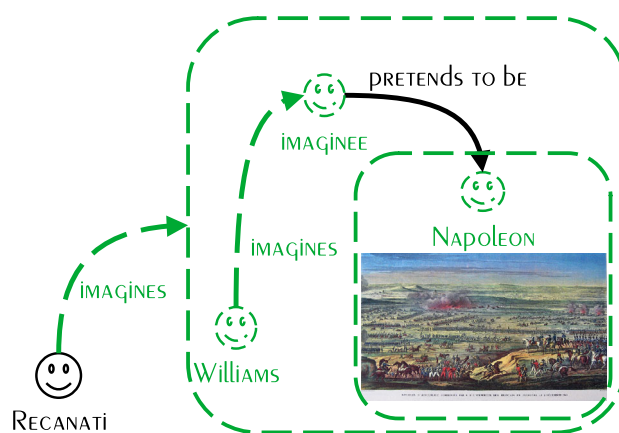 pretends to be
imaginee
Napoleon
imagines
imagines
Williams
Recanati